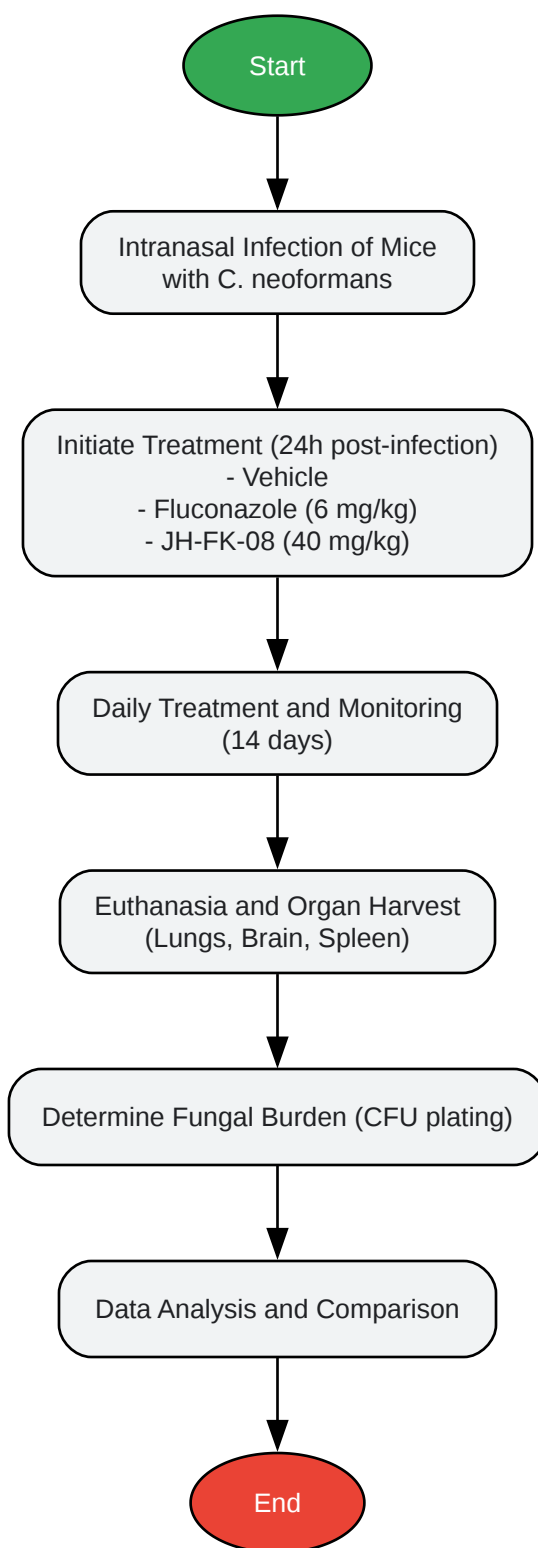 Start
Intranasal Infection of Mice
with C. neoformans
Initiate Treatment (24h post-infection)
- Vehicle
- Fluconazole (6 mg/kg)
- JH-FK-08 (40 mg/kg)
Daily Treatment and Monitoring
(14 days)
Euthanasia and Organ Harvest
(Lungs, Brain, Spleen)
Determine Fungal Burden (CFU plating)
Data Analysis and Comparison
End